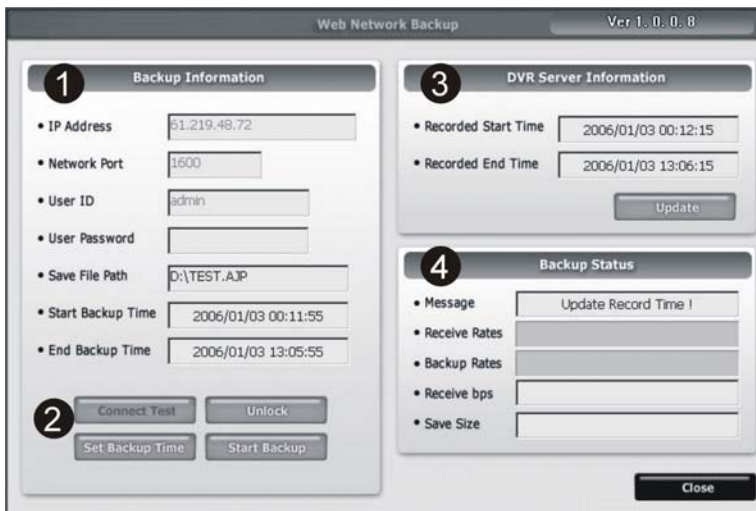 Web Network Backup
Ver 1. 0. 0. 8
1
Backup Information
• IP Address
61.219.48.72
• Network Port
1600
• User ID
admin
• User Password
• Save File Path
D:\TEST.AJP
• Start Backup Time
2006/01/03 00:11:55
• End Backup Time
2006/01/03 13:05:55
2
Connect Test
Unlock
Set Backup Time
Start Backup
3
DVR Server Information
• Recorded Start Time
2006/01/03 00:12:15
• Recorded End Time
2006/01/03 13:06:15
Update
4
Backup Status
• Message
Update Record Time !
• Receive Rates
• Backup Rates
• Receive bps
• Save Size
Close